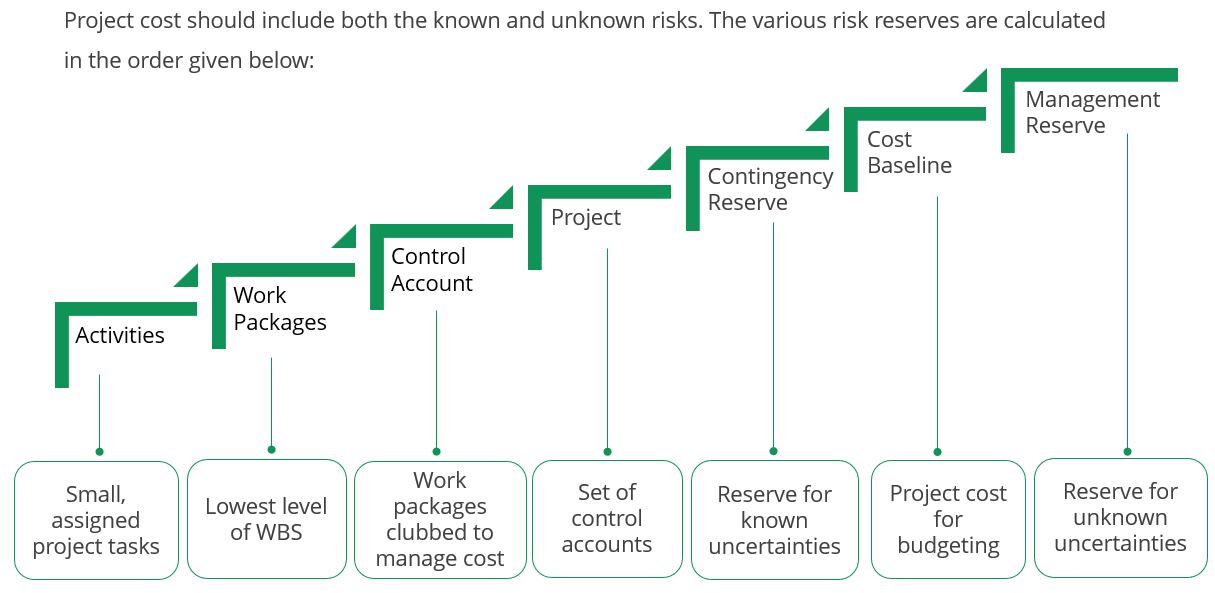 Project cost should include both the known and unknown risks. The various risk reserves are calculated
in the order given below:
Activities
Work
Packages
Control
Account
Project
Contingency
Reserve
Cost
Baseline
Management
Reserve
Small,
assigned
project tasks
Lowest level
of WBS
Work
packages
clubbed to
manage cost
Set of
control
accounts
Reserve for
known
uncertainties
Project cost
for
budgeting
Reserve for
unknown
uncertainties